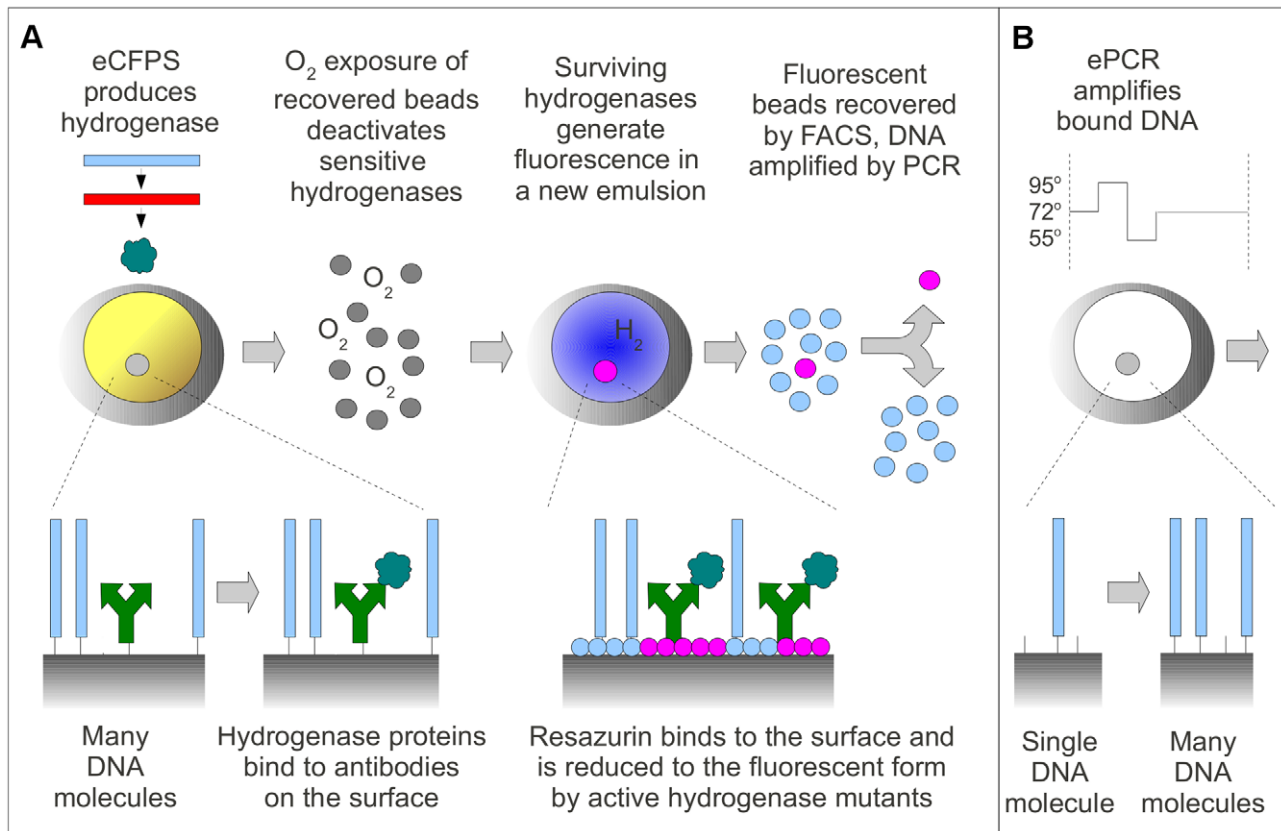 A
eCFPS
produces
hydrogenase
O₂ exposure of
recovered beads
deactivates
sensitive
hydrogenases
Surviving
hydrogenases
generate
fluorescence in
a new emulsion
Fluorescent
beads recovered
by FACS, DNA
amplified by PCR
O₂
O₂
O₂
H₂
Many
DNA
molecules
Hydrogenase proteins
bind to antibodies
on the surface
Resazurin binds to the surface and
is reduced to the fluorescent form
by active hydrogenase mutants
B
ePCR
amplifies
bound DNA
95°
72°
55°
Single
DNA
molecule
Many
DNA
molecules